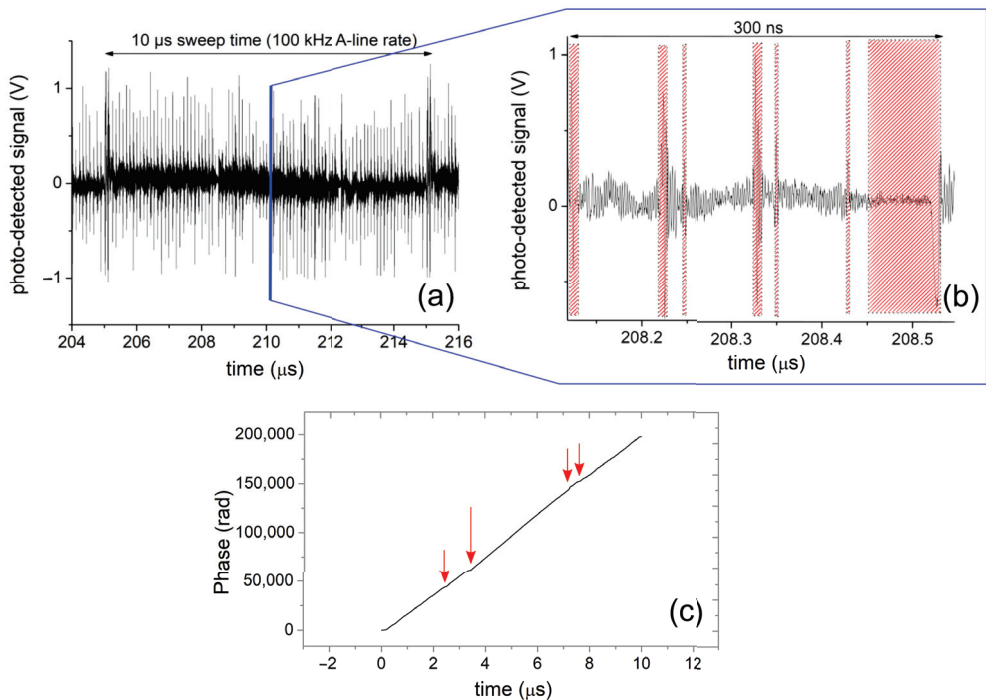 10 μs sweep time (100 kHz A-line rate)
photo-detected signal (V)
1
0
−1
(a)
204 206 208 210 212 214 216
time (μs)
300 ns
photo-detected signal (V)
1
0
(b)
208.2 208.3 208.4 208.5
time (μs)
Phase (rad)
200,000
150,000
100,000
50,000
0
(c)
−2 0 2 4 6 8 10 12
time (μs)